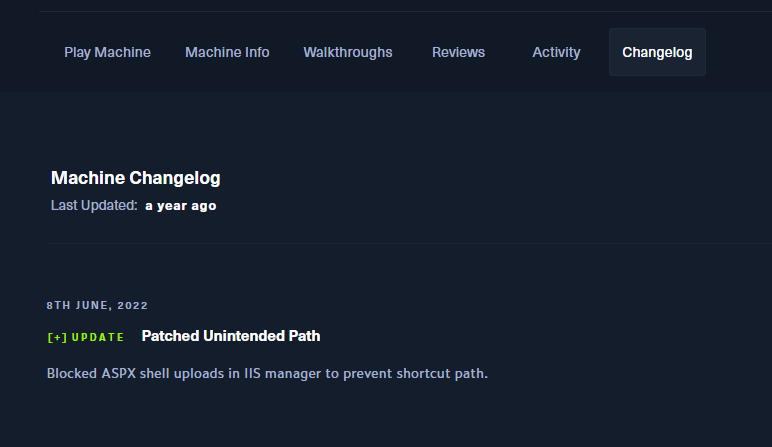 Play Machine Machine Info Walkthroughs Reviews Activity Changelog
Machine Changelog
Last Updated: a year ago
8TH JUNE, 2022
[+] UPDATE Patched Unintended Path
Blocked ASPX shell uploads in IIS manager to prevent shortcut path.